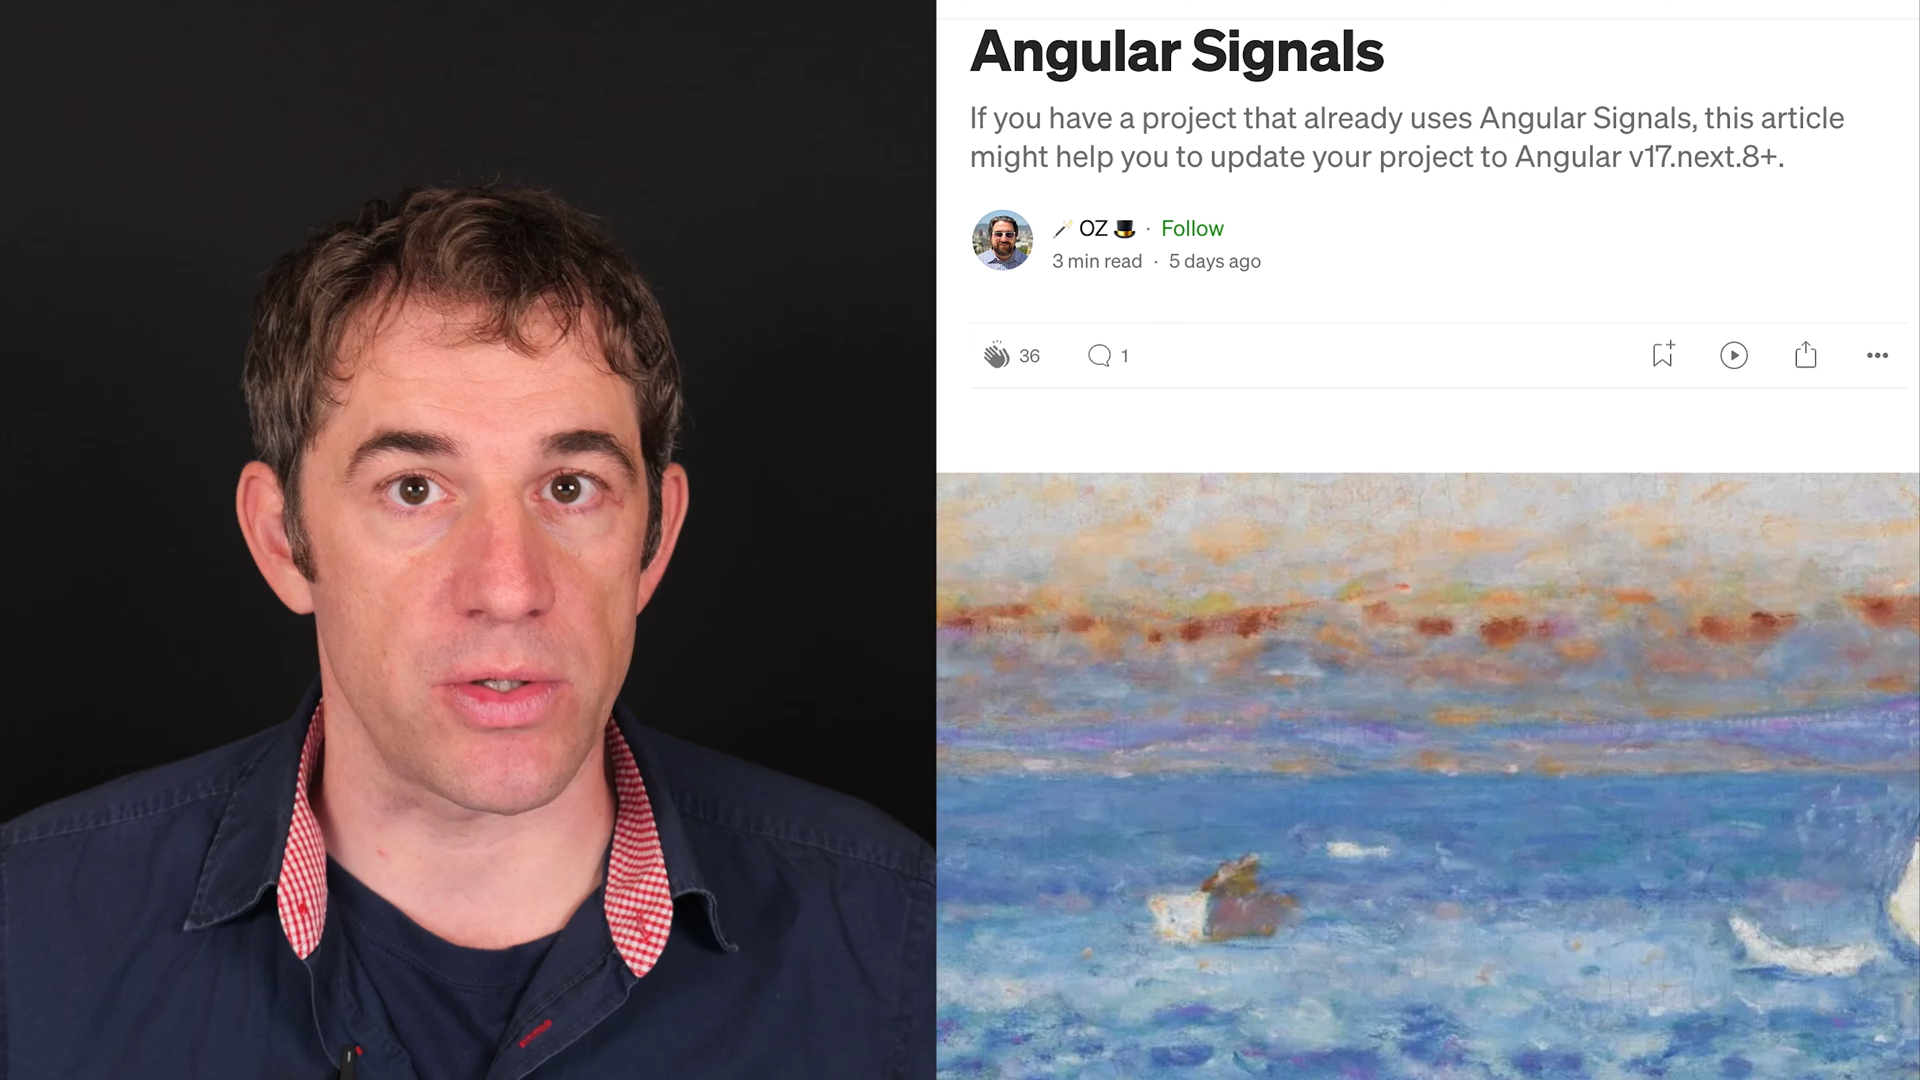 Angular Signals
If you have a project that already uses Angular Signals, this article
might help you to update your project to Angular v17.next.8+.
🪄 OZ 🎩 · Follow
3 min read · 5 days ago
36 1